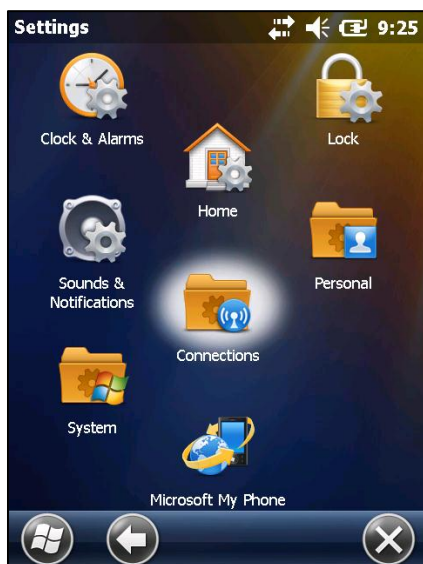 Settings 9:25
Clock & Alarms
Lock
Home
Sounds &
Notifications
Personal
Connections
System
Microsoft My Phone